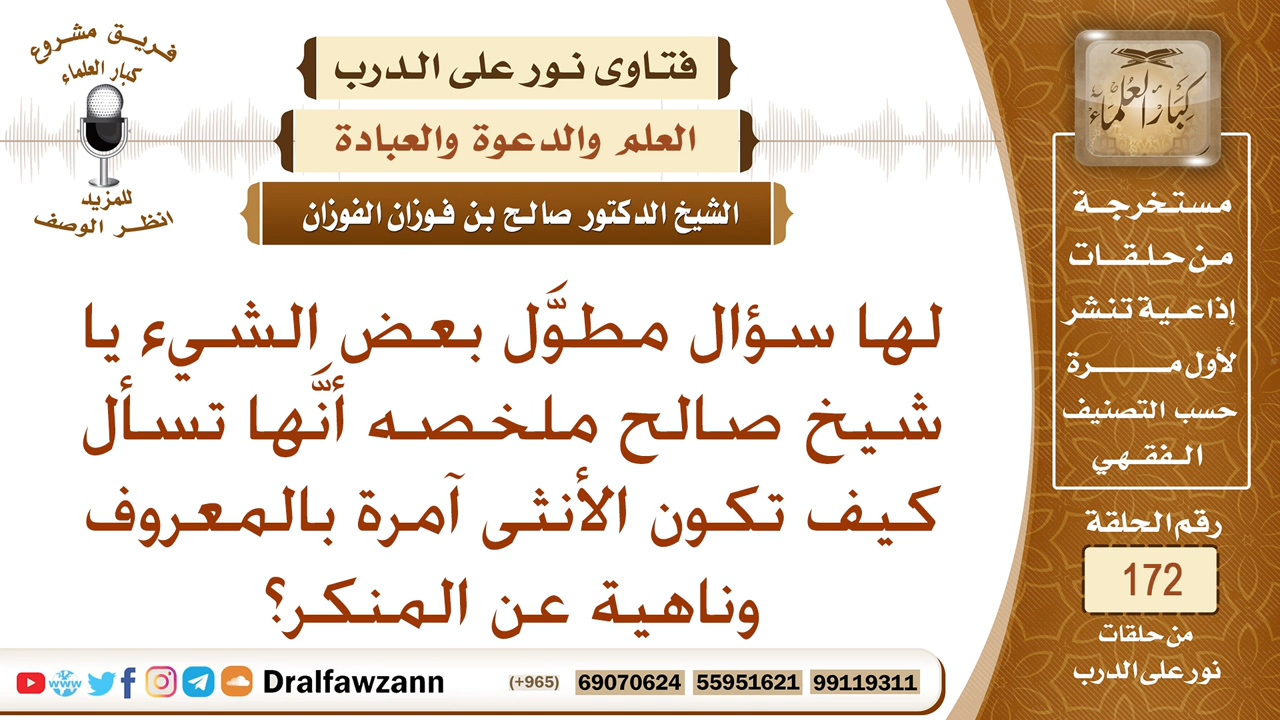 فريق مشروع
كبار العلماء
للمزيد
انظر الوصف
فتاوى نور على الدرب
العلم والدعوة والعبادة
الشيخ الدكتور صالح بن فوزان الفوزان
لها سؤال مطوَّل بعض الشيء يا
شيخ صالح ملخصه أنَّها تسأل
كيف تكون الأنثى آمرة بالمعروف
وناهية عن المنكر؟
كبار العلماء
مستخرجة
من حلقات
إذاعية تنشر
لأول مرة
حسب التصنيف
الفقهي
رقم الحلقة
172
من حلقات
نور على الدرب
www Dralfawzann (+965) 69070624 55951621 99119311